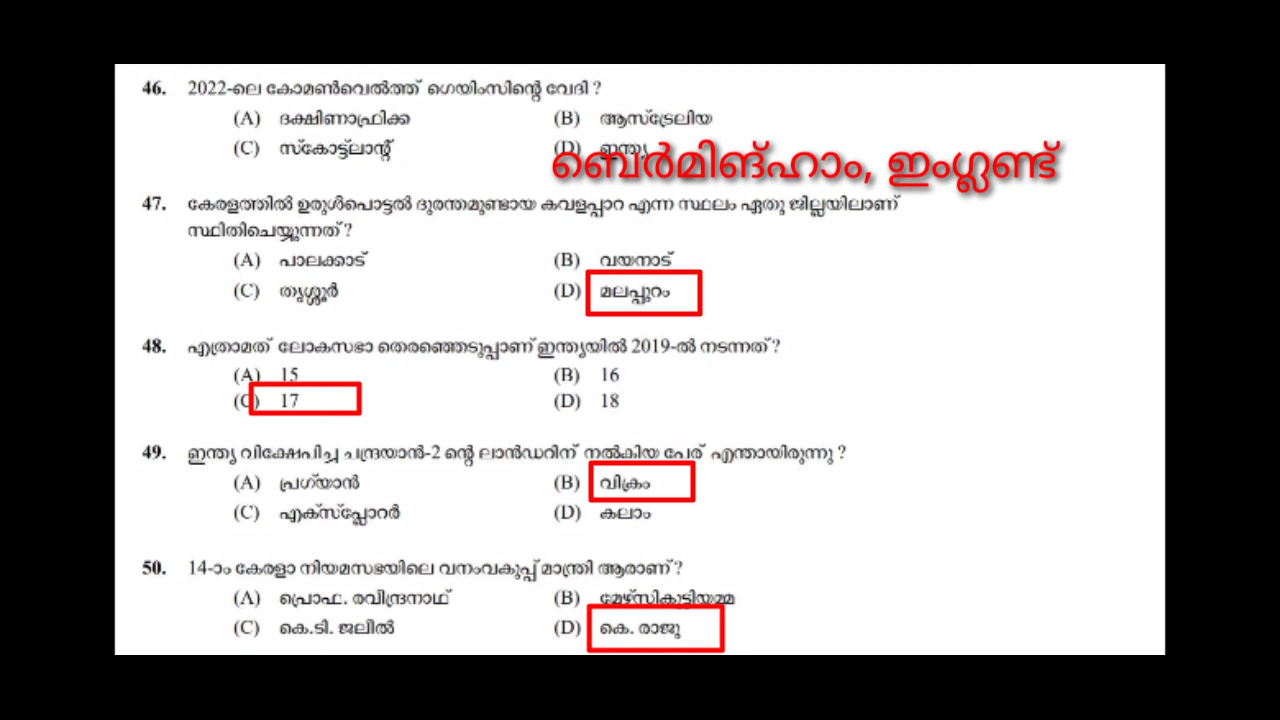 46. 2022-ലെ കോമൺവെൽത്ത് ഗെയിംസിന്റെ വേദി ?
(A) ദക്ഷിണാഫ്രിക്ക (B) ആസ്ട്രേലിയ
(C) സ്കോട്ട്ലാന്റ് (D) ഇന്ത്യ
ബെർമിങ്ഹാം, ഇംഗ്ലണ്ട്
47. കേരളത്തിൽ ഉരുൾപൊട്ടൽ ദുരന്തമുണ്ടായ കവളപ്പാറ എന്ന സ്ഥലം ഏതു ജില്ലയിലാണ്
സ്ഥിതിചെയ്യുന്നത് ?
(A) പാലക്കാട് (B) വയനാട്
(C) തൃശ്ശൂർ (D) മലപ്പുറം
48. എത്രാമത് ലോകസഭാ തെരഞ്ഞെടുപ്പാണ് ഇന്ത്യയിൽ 2019-ൽ നടന്നത് ?
(A) 15 (B) 16
(C) 17 (D) 18
49. ഇന്ത്യ വിക്ഷേപിച്ച ചന്ദ്രയാൻ-2 ന്റെ ലാൻഡറിന് നൽകിയ പേര് എന്തായിരുന്നു ?
(A) പ്രഗ്യാൻ (B) വിക്രം
(C) എക്സ്പ്ലോറർ (D) കലാം
50. 14-ാം കേരളാ നിയമസഭയിലെ വനംവകുപ്പ് മാന്ത്രി ആരാണ് ?
(A) പ്രൊഫ. രവീന്ദ്രനാഥ് (B) മേഴ്സികുട്ടിയമ്മ
(C) കെ.ടി. ജലീൽ (D) കെ. രാജു